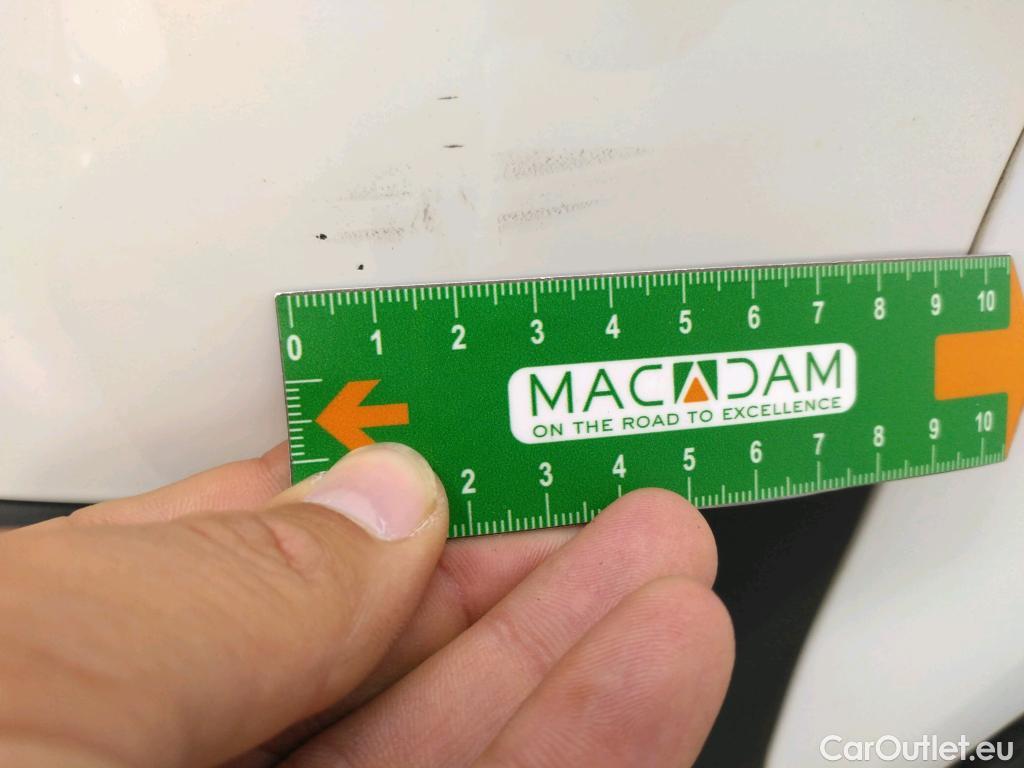 0 1 2 3 4 5 6 7 8 9 10
MACADAM
ON THE ROAD TO EXCELLENCE
2 3 4 5 6 7 8 9 10
CarOutlet.eu